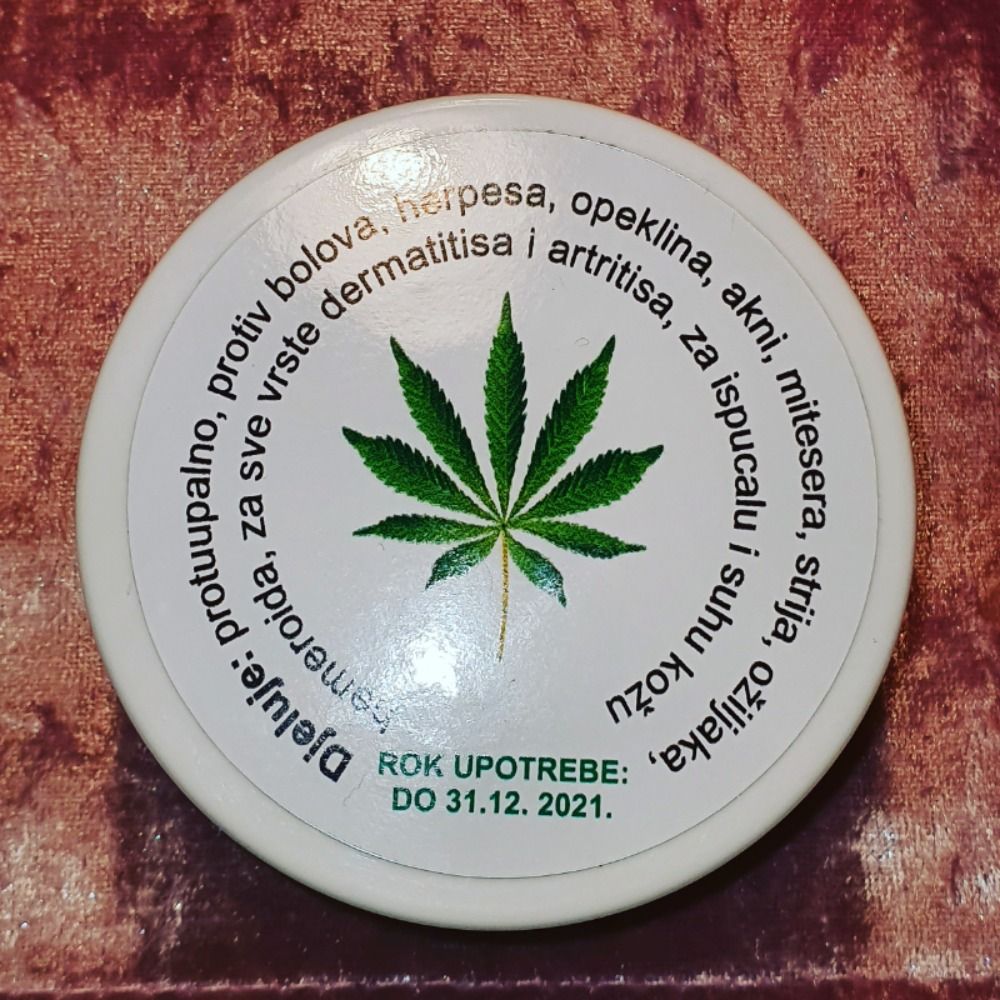 Djeluje: protuupalno, protiv bolova, herpesa, opeklina, akni, mitesera, strija, ožiljaka,
hameroida, za sve vrste dermatitisa i artritisa, za ispucalu i suhu kožu
ROK UPOTREBE:
DO 31.12. 2021.